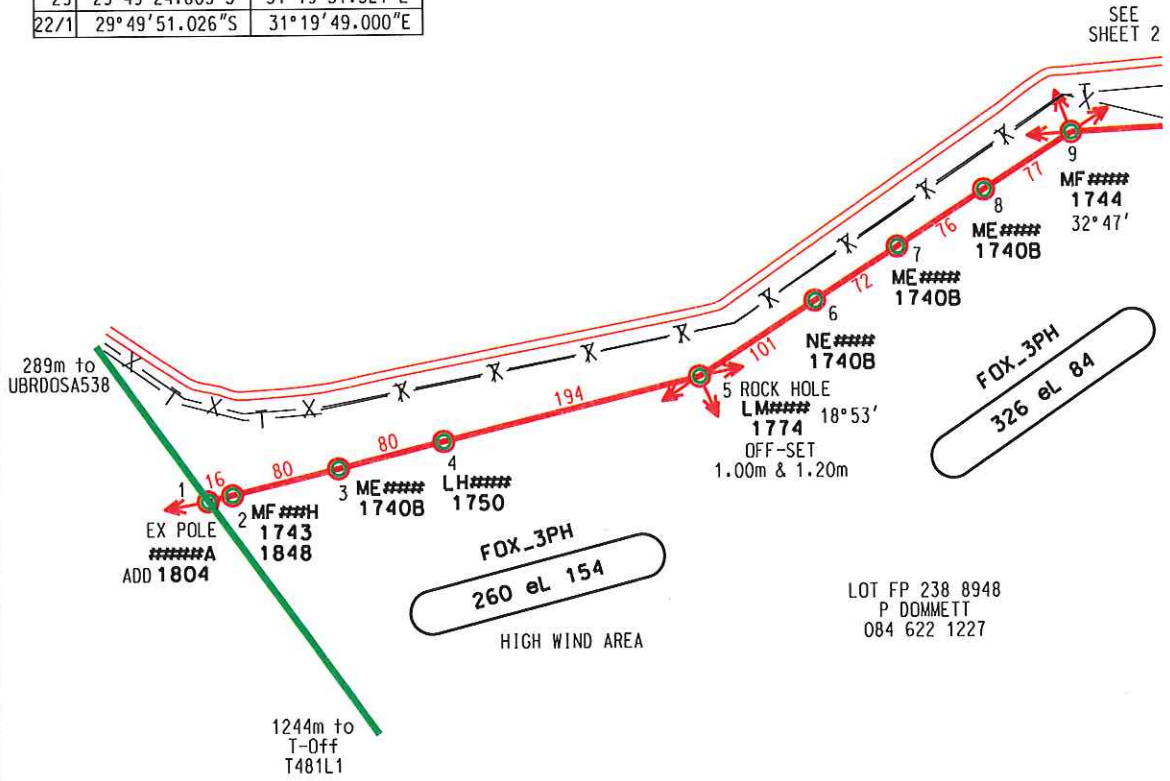 22/1 29°49'51.026"S 31°19'49.000"E
SEE
SHEET 2
289m to
UBRDOSA538
1
16
EX POLE
#####A
ADD 1804
2
MF###H
1743
1848
80
3
ME####
1740B
80
4
LH####
1750
194
5 ROCK HOLE
LM#### 18°53'
1774
OFF-SET
1.00m & 1.20m
101
6
NE####
1740B
72
7
ME####
1740B
76
8
ME####
1740B
77
9
MF####
1744
32°47'
T
X
FOX_3PH
260 eL 154
HIGH WIND AREA
FOX_3PH
326 eL 84
LOT FP 238 8948
P DOMMETT
084 622 1227
1244m to
T-Off
T481L1